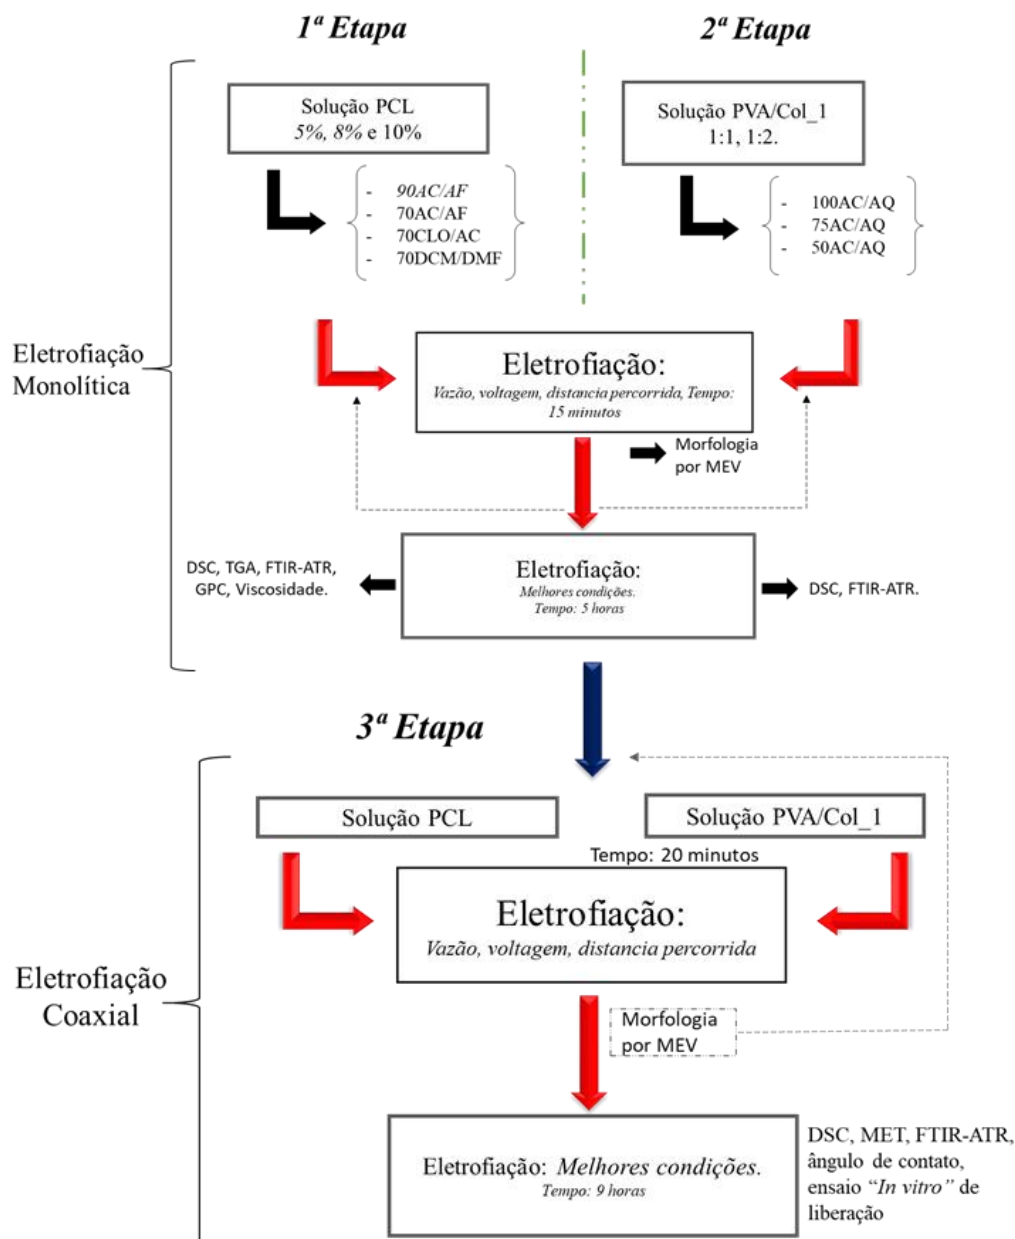 1ª Etapa
2ª Etapa
Solução PCL
5%, 8% e 10%
Solução PVA/Col_1
1:1, 1:2.
- 90AC/AF
- 70AC/AF
- 70CLO/AC
- 70DCM/DMF
- 100AC/AQ
- 75AC/AQ
- 50AC/AQ
Eletrofiação
Monolítica
Eletrofiação:
Vazão, voltagem, distancia percorrida, Tempo:
15 minutos
Morfologia
por MEV
DSC, TGA, FTIR-ATR,
GPC, Viscosidade.
Eletrofiação:
Melhores condições.
Tempo: 5 horas
DSC, FTIR-ATR.
3ª Etapa
Solução PCL
Solução PVA/Col_1
Tempo: 20 minutos
Eletrofiação:
Vazão, voltagem, distancia percorrida
Eletrofiação
Coaxial
Morfologia
por MEV
Eletrofiação: Melhores condições.
Tempo: 9 horas
DSC, MET, FTIR-ATR,
ângulo de contato,
ensaio “In vitro” de
liberação